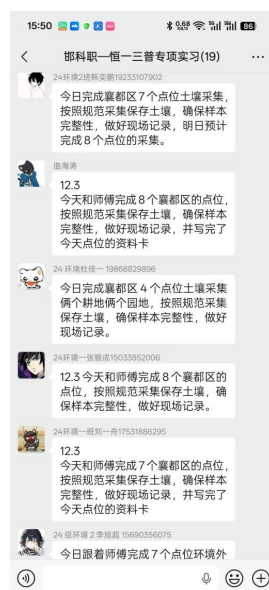 15:50
0.68 KB/s
5G
5G
86
邯科职—恒一三普专项实习(19)
24环境2班韩奕鹏19233107902
今日完成襄都区7个点位土壤采集,
按照规范采集保存土壤,确保样本
完整性,做好现场记录,明日预计
完成8个点位的采集。
曲海涛
12.3
今天和师傅完成8个襄都区的点位,
按照规范采集保存土壤,确保样本
完整性,做好现场记录,并写完了
今天点位的资料卡
24 环境杜佳一 19868829896
今日完成襄都区 4 个点位土壤采集
俩个耕地俩个园地,按照规范采集
保存土壤,确保样本完整性,做好
现场记录。
24环境一张银成15033852006
12.3 今天和师傅完成 8 个襄都区的
点位,按照规范采集保存土壤,确
保样本完整性,做好现场记录。
24环境一班刘一舟17531886295
12.3
今天和师傅完成7个襄都区的点位,
按照规范采集保存土壤,确保样本
完整性,做好现场记录,并写完了
今天点位的资料卡
24 级环境 2 李旭超 15690356075
今日跟着师傅完成7个点位环境外